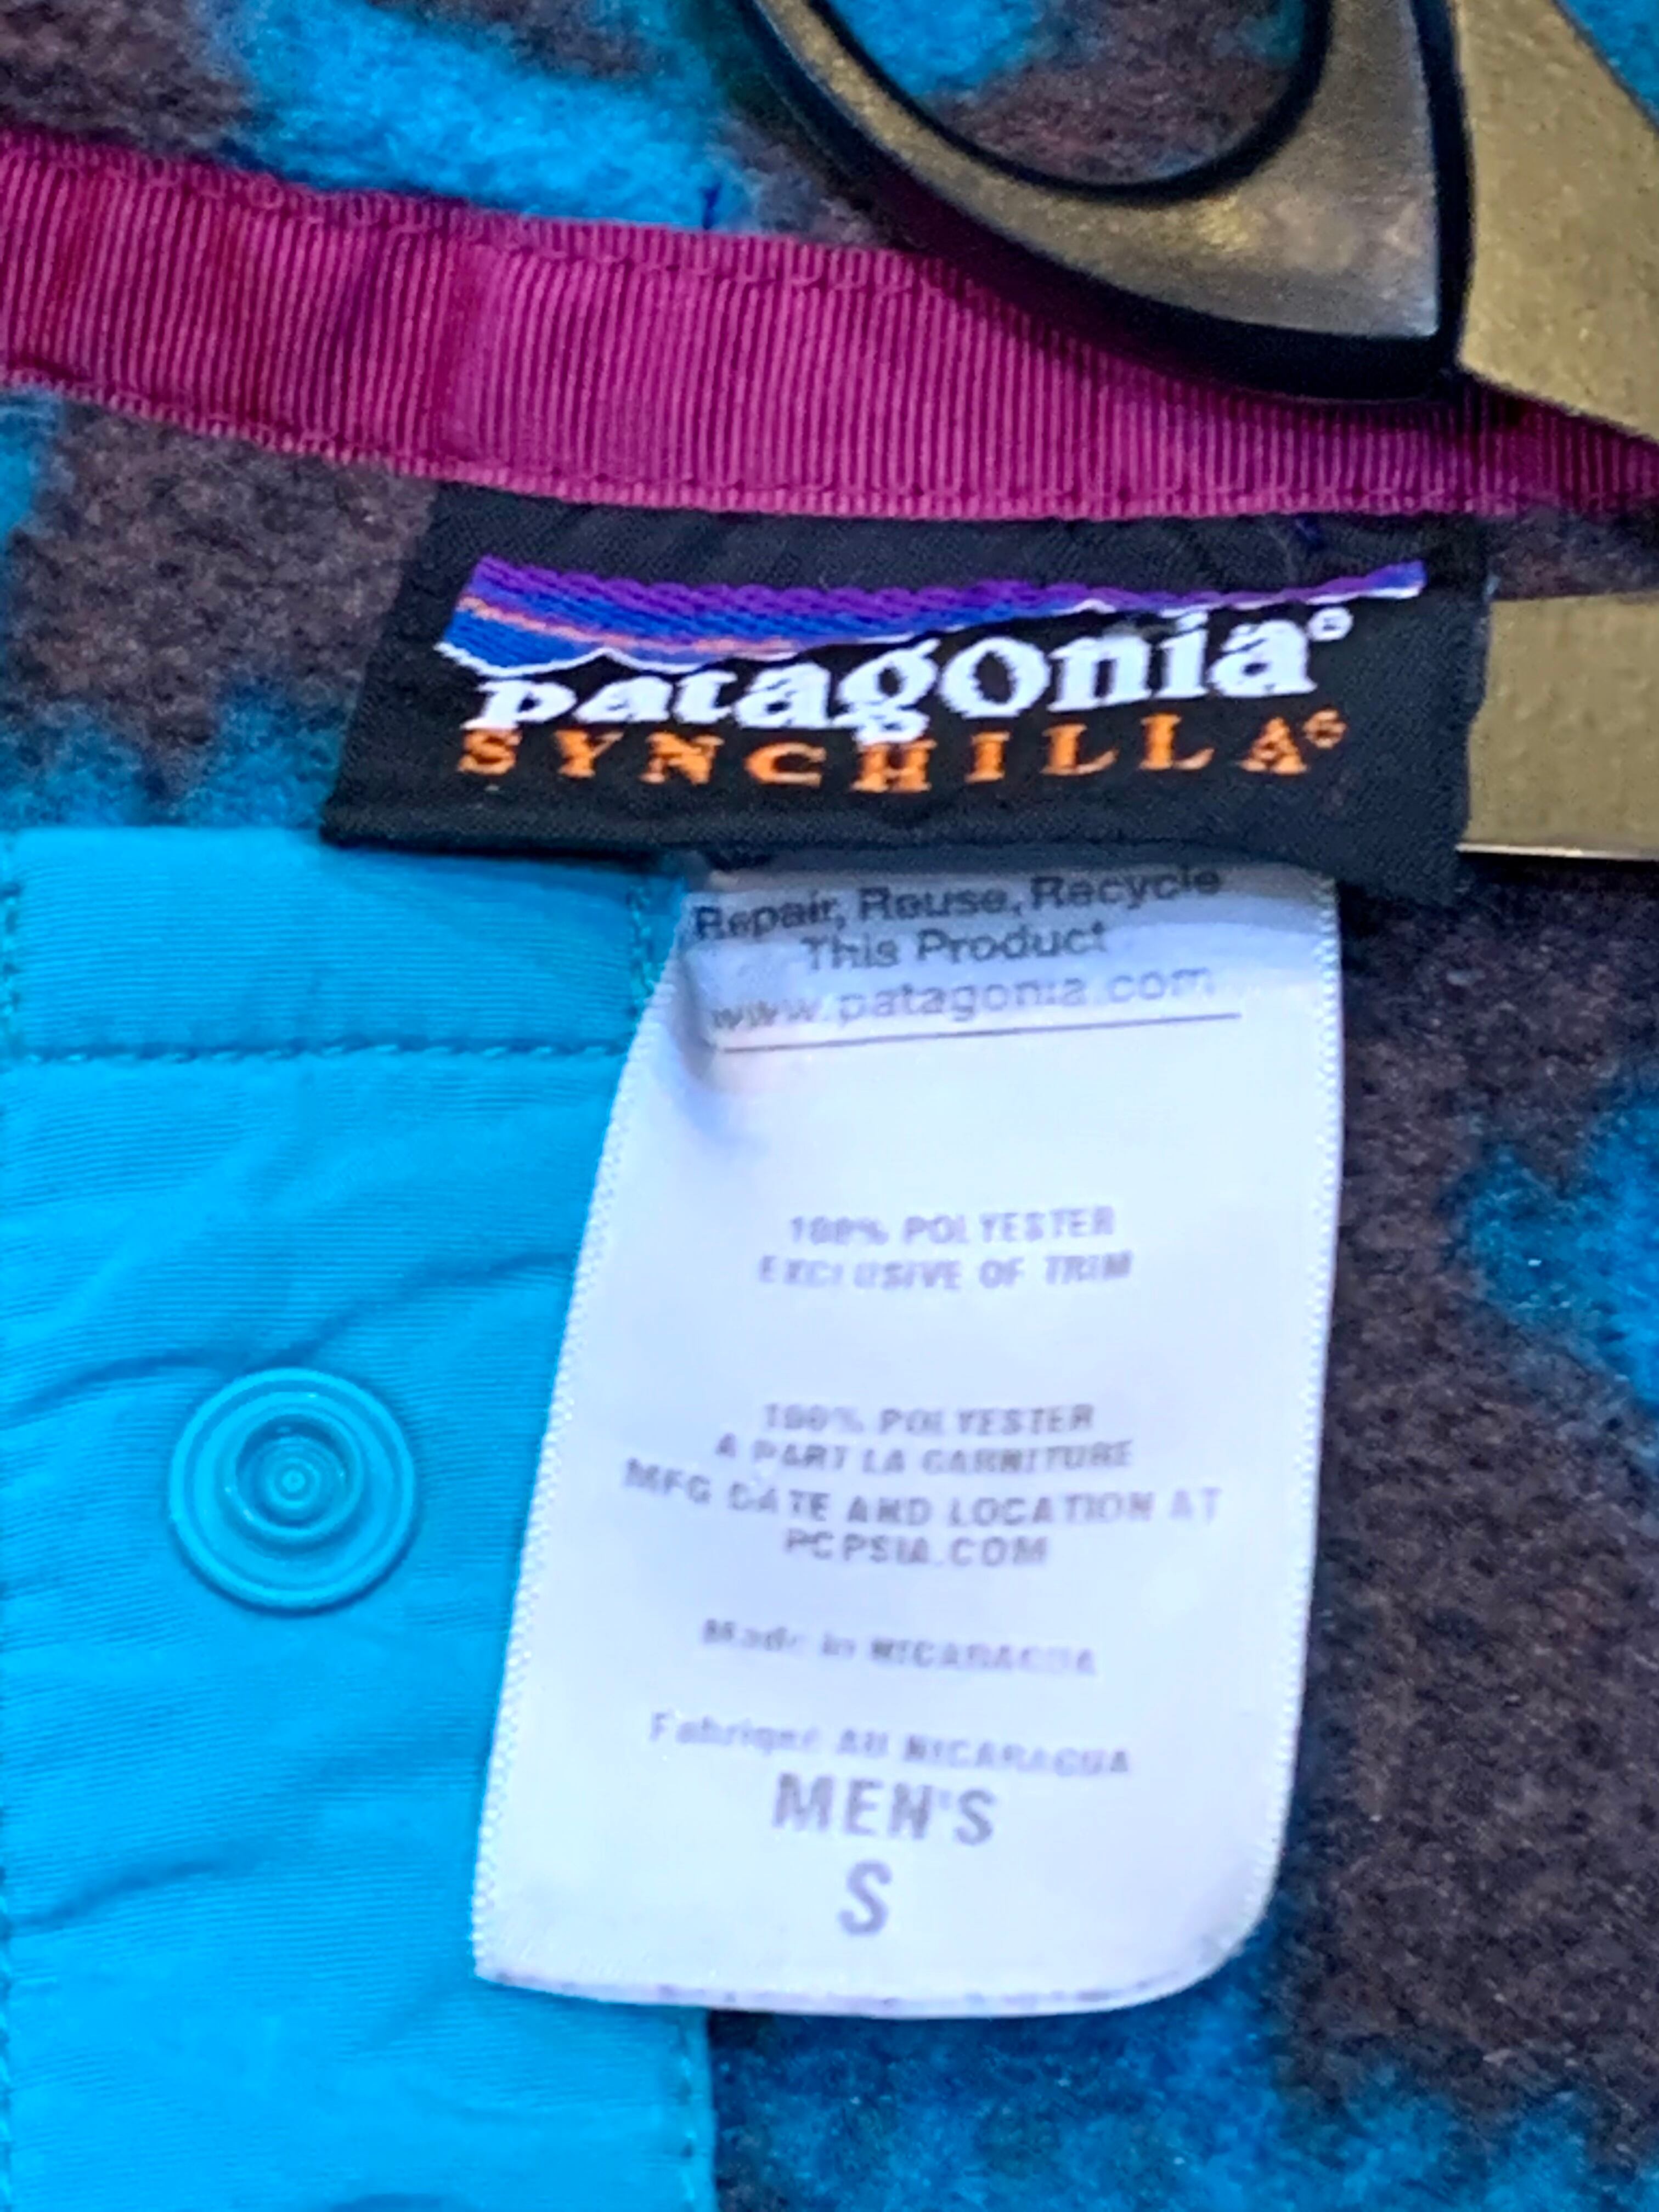 patagonia®
SYNCHILLA®
Repair, Reuse, Recycle
This Product
www.patagonia.com
100% POLYESTER
EXCLUSIVE OF TRIM
100% POLYESTER
A PART LA GARNITURE
MFG DATE AND LOCATION AT
PCPSIA.COM
Made in NICARAGUA
Fabriqué AU NICARAGUA
MEN'S
S